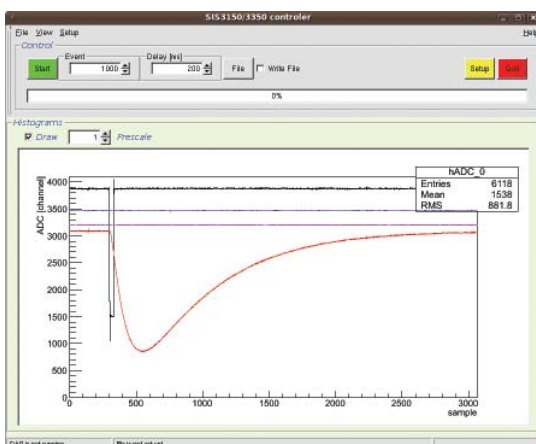 SIS3150/3350 controler
File View Setup Help
Control
Event Delay [ms]
Start 1000 200 File Write File Setup Quit
0%
Histograms
Draw 1 Prescale
hADC_0
Entries 6118
Mean 1538
RMS 881.8
ADC [channel]
4000
3500
3000
2500
2000
1500
1000
500
0
0 500 1000 1500 2000 2500 3000
sample